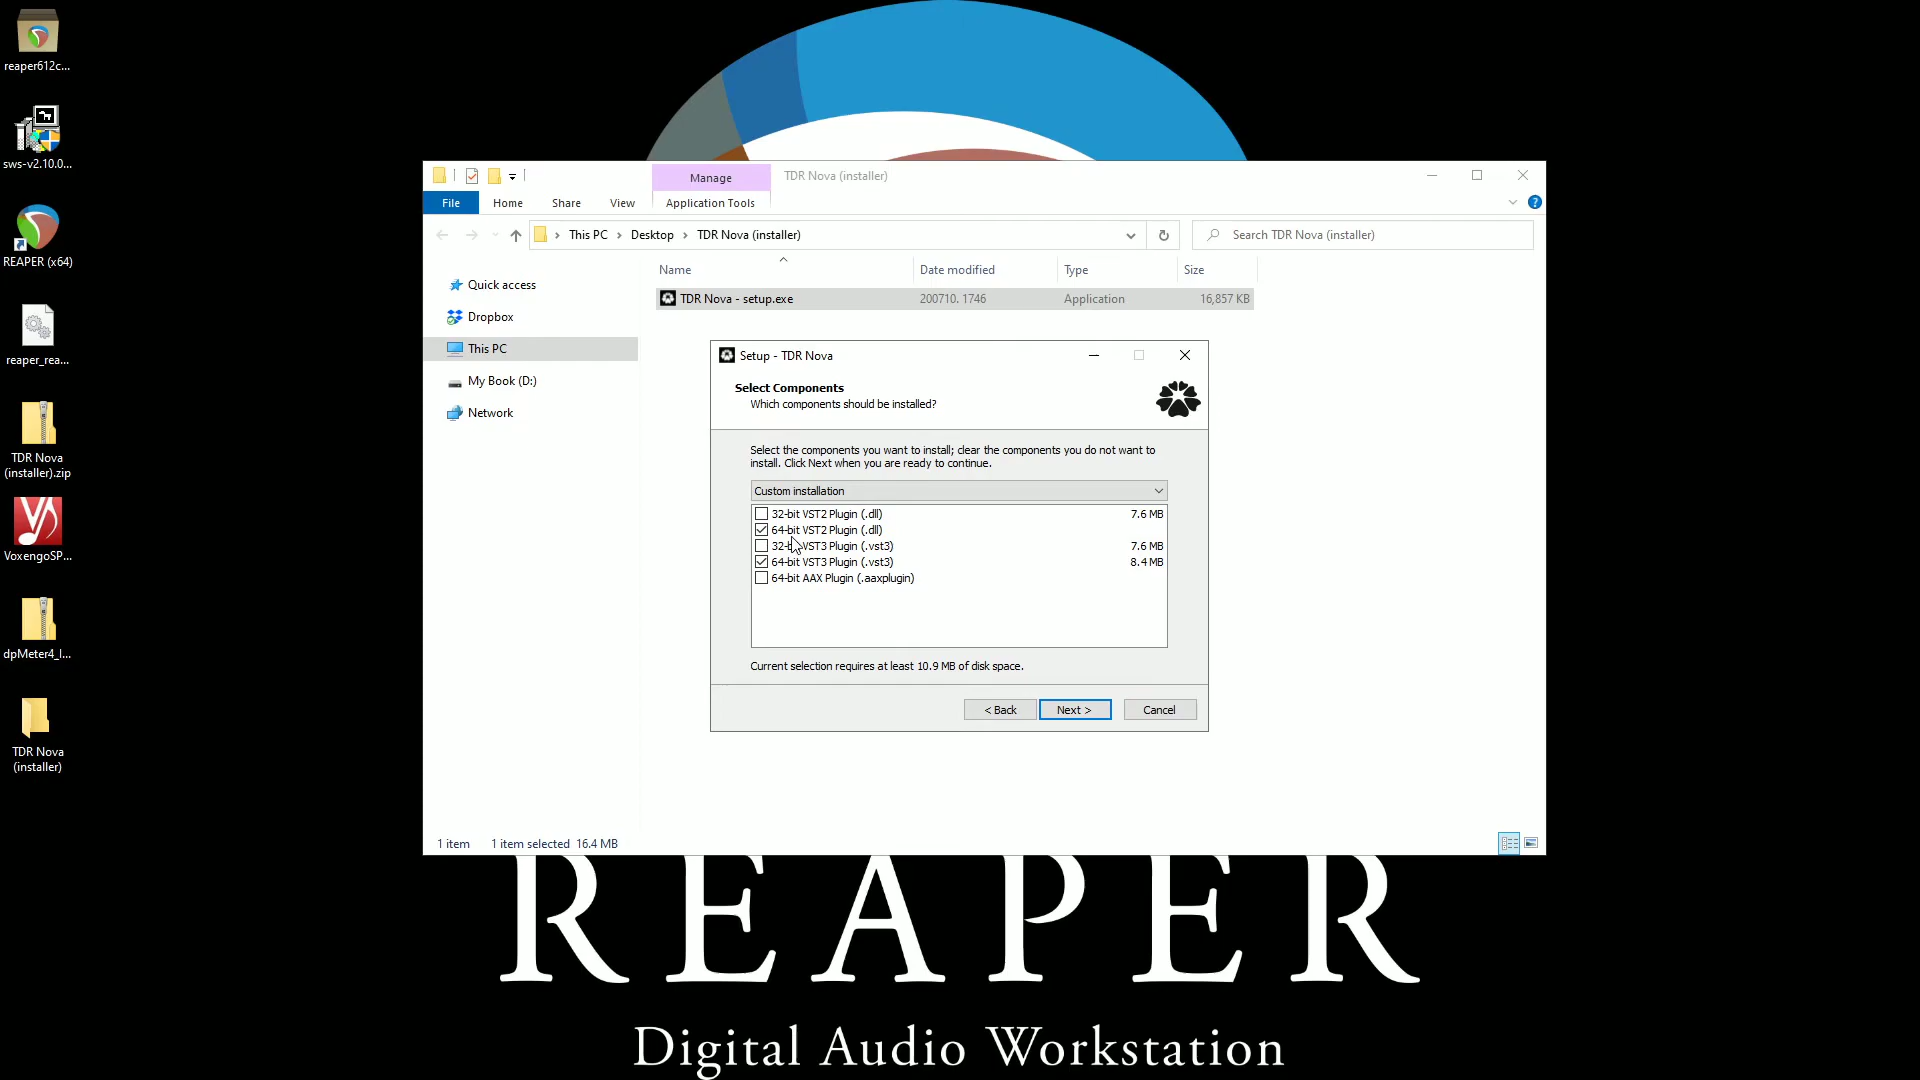 reaper612c...
sws-v2.10.0...
REAPER (x64)
reaper_rea...
TDR Nova
(installer).zip
VoxengoSP...
dpMeter4_I...
TDR Nova
(installer)
Manage
TDR Nova (installer)
File
Home
Share
View
Application Tools
This PC
Desktop
TDR Nova (installer)
Search TDR Nova (installer)
Name
Date modified
Type
Size
TDR Nova - setup.exe
200710. 1746
Application
16,857 KB
Quick access
Dropbox
This PC
My Book (D:)
Network
Setup - TDR Nova
Select Components
Which components should be installed?
Select the components you want to install; clear the components you do not want to
install. Click Next when you are ready to continue.
Custom installation
32-bit VST2 Plugin (.dll) 7.6 MB
64-bit VST2 Plugin (.dll)
32-bit VST3 Plugin (.vst3) 7.6 MB
64-bit VST3 Plugin (.vst3) 8.4 MB
64-bit AAX Plugin (.aaxplugin)
Current selection requires at least 10.9 MB of disk space.
< Back
Next >
Cancel
1 item
1 item selected 16.4 MB
REAPER
Digital Audio Workstation